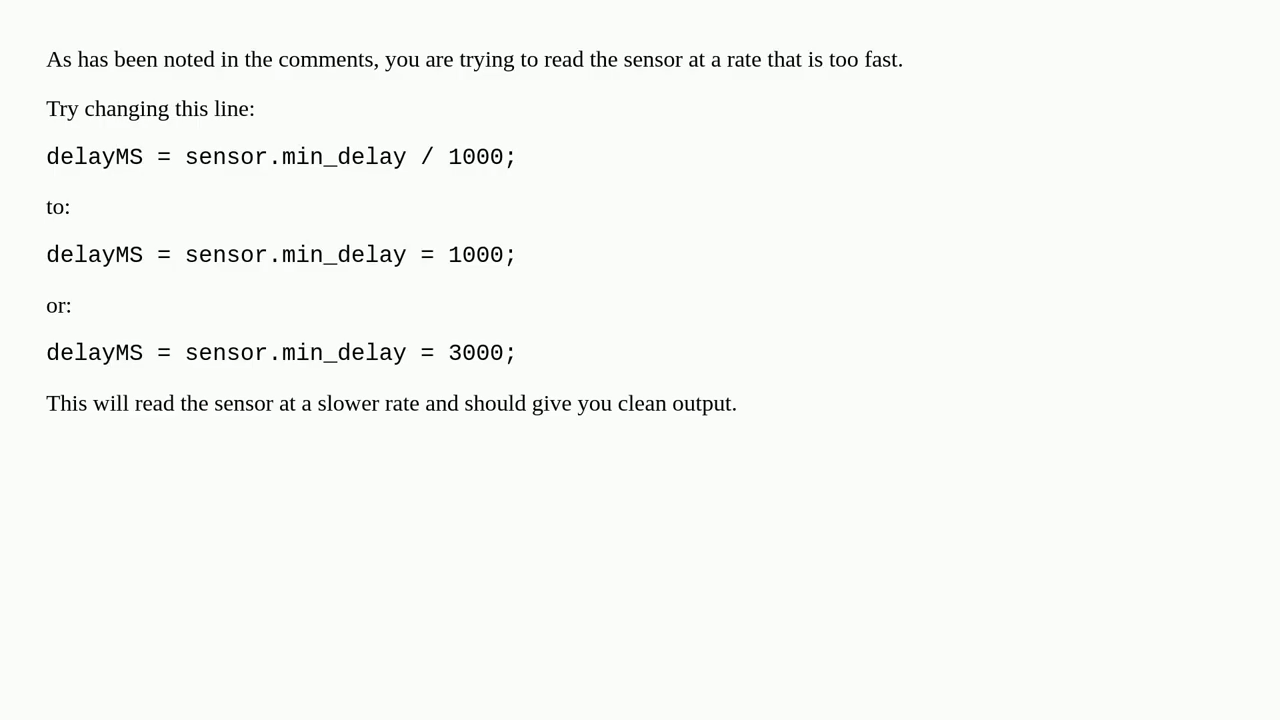 As has been noted in the comments, you are trying to read the sensor at a rate that is too fast.
Try changing this line:
delayMS = sensor.min_delay / 1000;
to:
delayMS = sensor.min_delay = 1000;
or:
delayMS = sensor.min_delay = 3000;
This will read the sensor at a slower rate and should give you clean output.